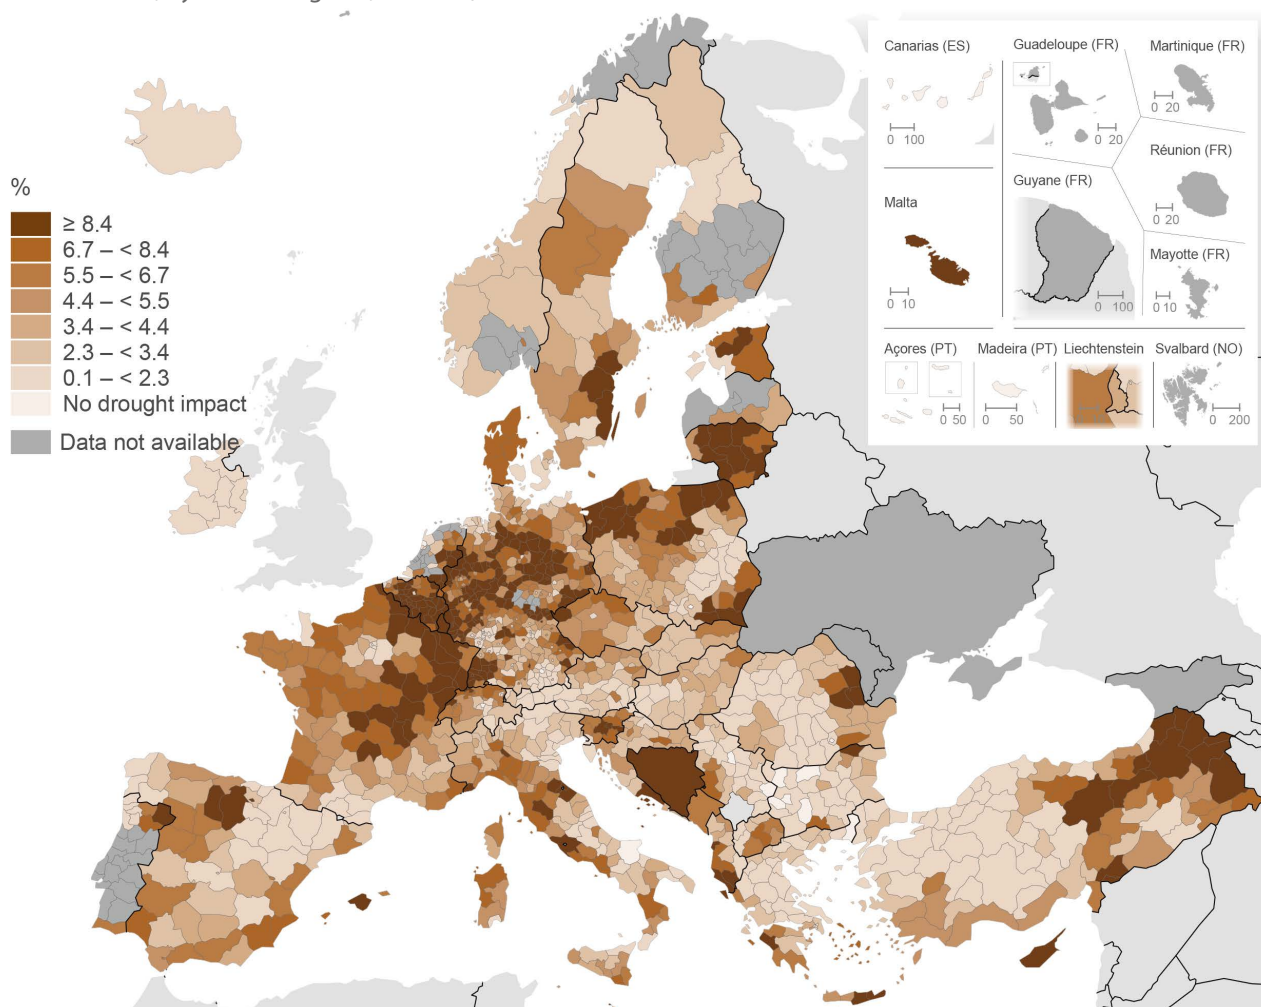 %
≥ 8.4
6.7 – < 8.4
5.5 – < 6.7
4.4 – < 5.5
3.4 – < 4.4
2.3 – < 3.4
0.1 – < 2.3
No drought impact
Data not available
Canarias (ES)
0 100
Guadeloupe (FR)
0 20
Martinique (FR)
0 20
Réunion (FR)
0 20
Malta
0 10
Guyane (FR)
0 100
Mayotte (FR)
0 10
Açores (PT)
0 50
Madeira (PT)
0 50
Liechtenstein
Svalbard (NO)
0 200